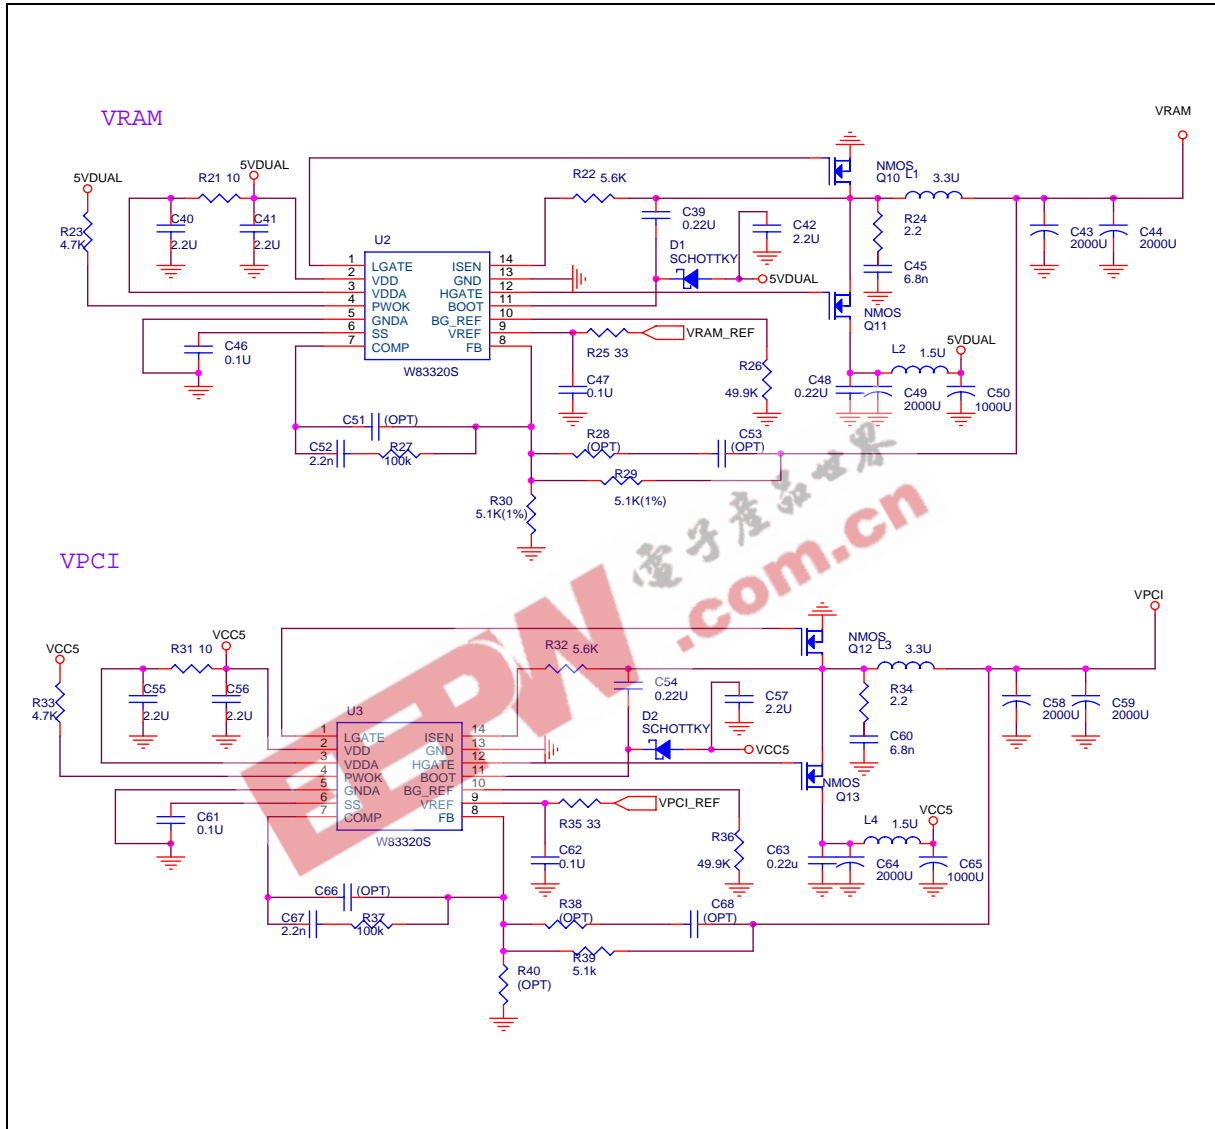 VRAM
VRAM
5VDUAL
5VDUAL
R21 10
R23
4.7K
C40
2.2U
C41
2.2U
U2
1
2
3
4
5
6
7
LGATE
VDD
VDDA
PWOK
GNDA
SS
COMP
ISEN
GND
HGATE
BOOT
BG_REF
VREF
FB
14
13
12
11
10
9
8
W83320S
R22
5.6K
C39
0.22U
C42
2.2U
D1
SCHOTTKY
5VDUAL
NMOS
Q10
L1
3.3U
R24
2.2
C45
6.8n
C43
2000U
C44
2000U
NMOS
Q11
L2
1.5U
5VDUAL
C48
0.22U
C49
2000U
C50
1000U
C46
0.1U
VRAM_REF
R25 33
C47
0.1U
R26
49.9K
C51
(OPT)
C52
2.2n
R27
100k
R28
(OPT)
C53
(OPT)
R29
5.1K(1%)
R30
5.1K(1%)
電子產品世界
EEPW
.com.cn
VPCI
VPCI
VCC5
VCC5
R31 10
R33
4.7K
C55
2.2U
C56
2.2U
U3
1
2
3
4
5
6
7
LGATE
VDD
VDDA
PWOK
GNDA
SS
COMP
ISEN
GND
HGATE
BOOT
BG_REF
VREF
FB
14
13
12
11
10
9
8
W83320S
R32
5.6K
C54
0.22U
C57
2.2U
D2
SCHOTTKY
VCC5
NMOS
Q12
L3
3.3U
R34
2.2
C60
6.8n
C58
2000U
C59
2000U
NMOS
Q13
L4
1.5U
VCC5
C63
0.22u
C64
2000U
C65
1000U
C61
0.1U
VPCI_REF
R35 33
C62
0.1U
R36
49.9K
C66
(OPT)
C67
2.2n
R37
100k
R38
(OPT)
C68
(OPT)
R39
5.1k
R40
(OPT)